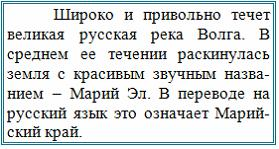 Широко и привольно течет
великая русская река Волга. В
среднем ее течении раскинулась
земля с красивым звучным назва-
нием – Марий Эл. В переводе на
русский язык это означает Марий-
ский край.